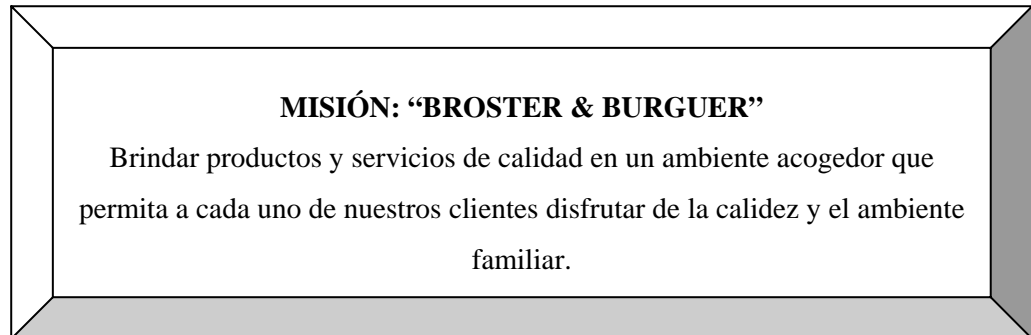 MISIÓN: “BROSTER & BURGUER”
Brindar productos y servicios de calidad en un ambiente acogedor que
permita a cada uno de nuestros clientes disfrutar de la calidez y el ambiente
familiar.